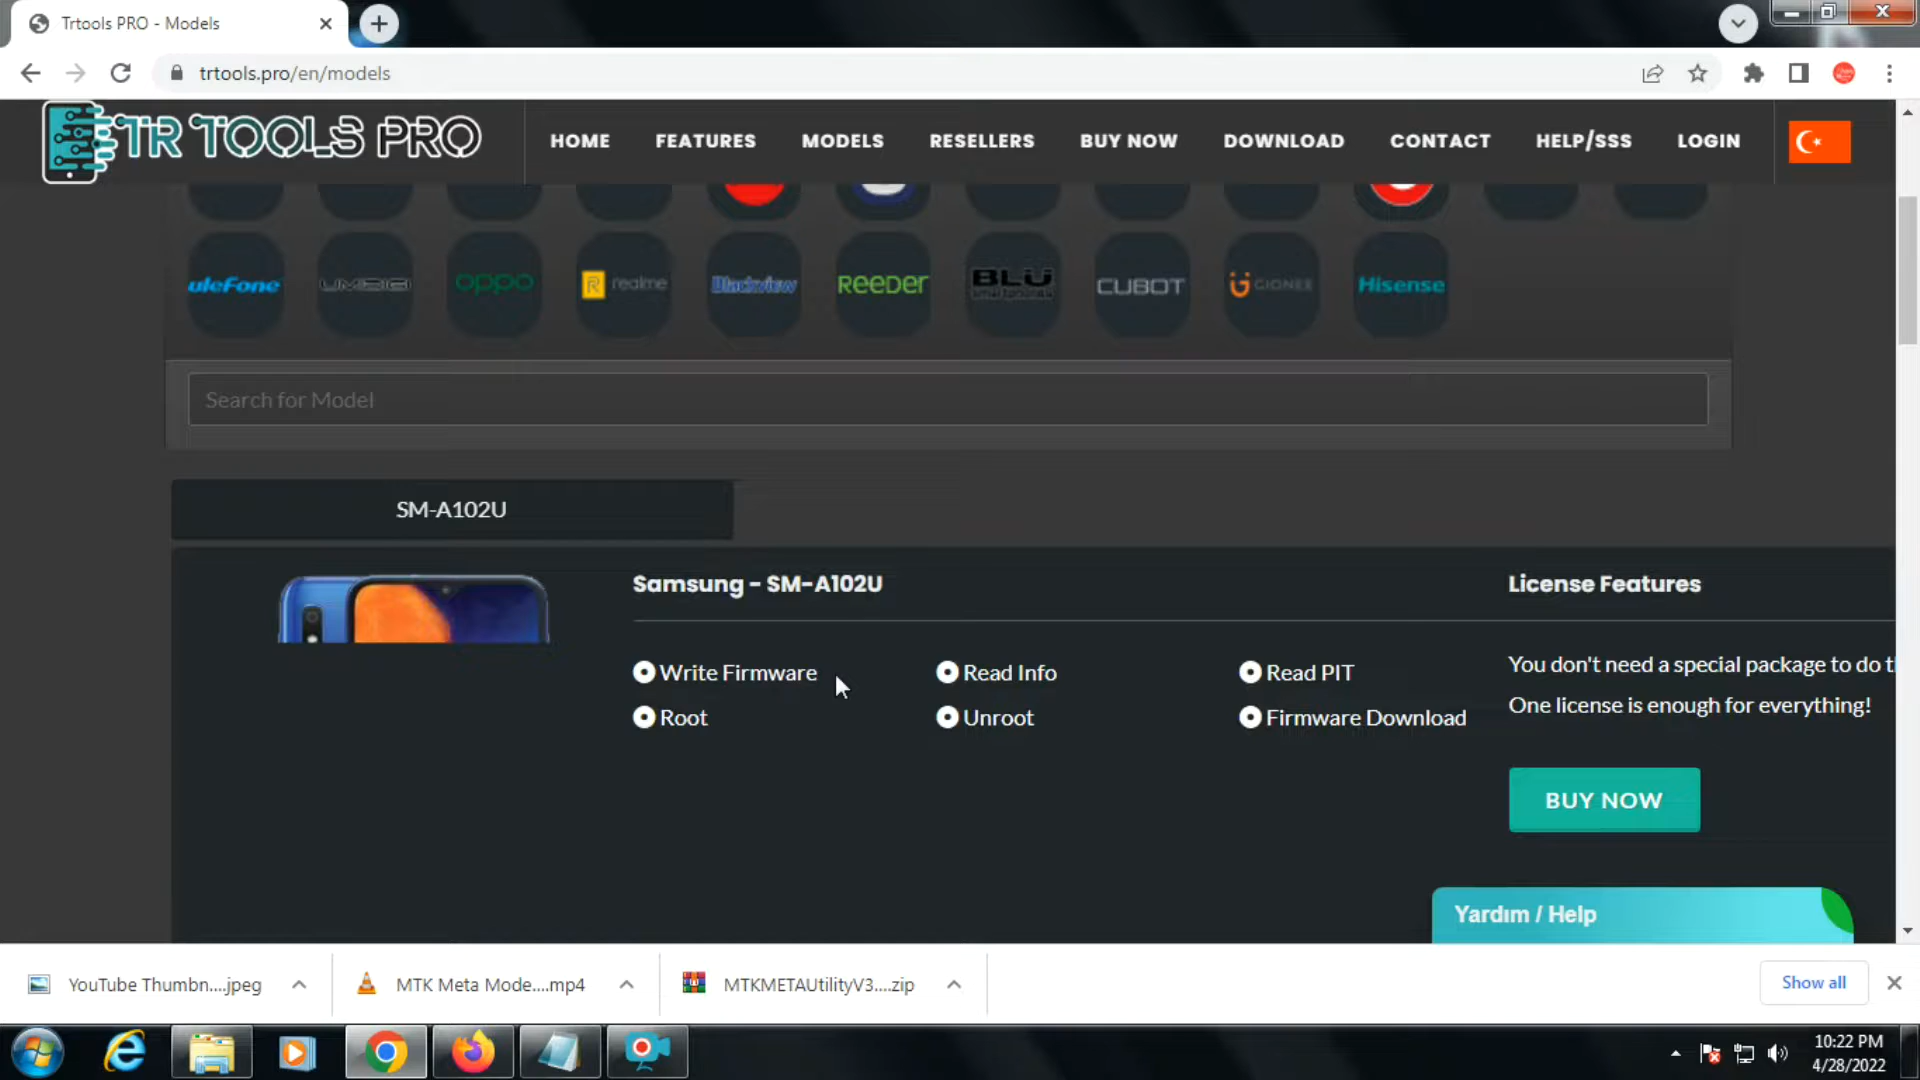 Trtools PRO - Models
trtools.pro/en/models
TR TOOLS PRO
HOME FEATURES MODELS RESELLERS BUY NOW DOWNLOAD CONTACT HELP/SSS LOGIN
uleFone UMIDIGI oppo R realme Blackview REEDER BLU CUBOT GIONEE Hisense
smartphones
Search for Model
SM-A102U
Samsung - SM-A102U
License Features
Write Firmware Read Info Read PIT
You don't need a special package to do t
Root Unroot Firmware Download
One license is enough for everything!
BUY NOW
Yardım / Help
YouTube Thumbn....jpeg
MTK Meta Mode....mp4
MTKMETAUtilityV3....zip
Show all
10:22 PM
4/28/2022